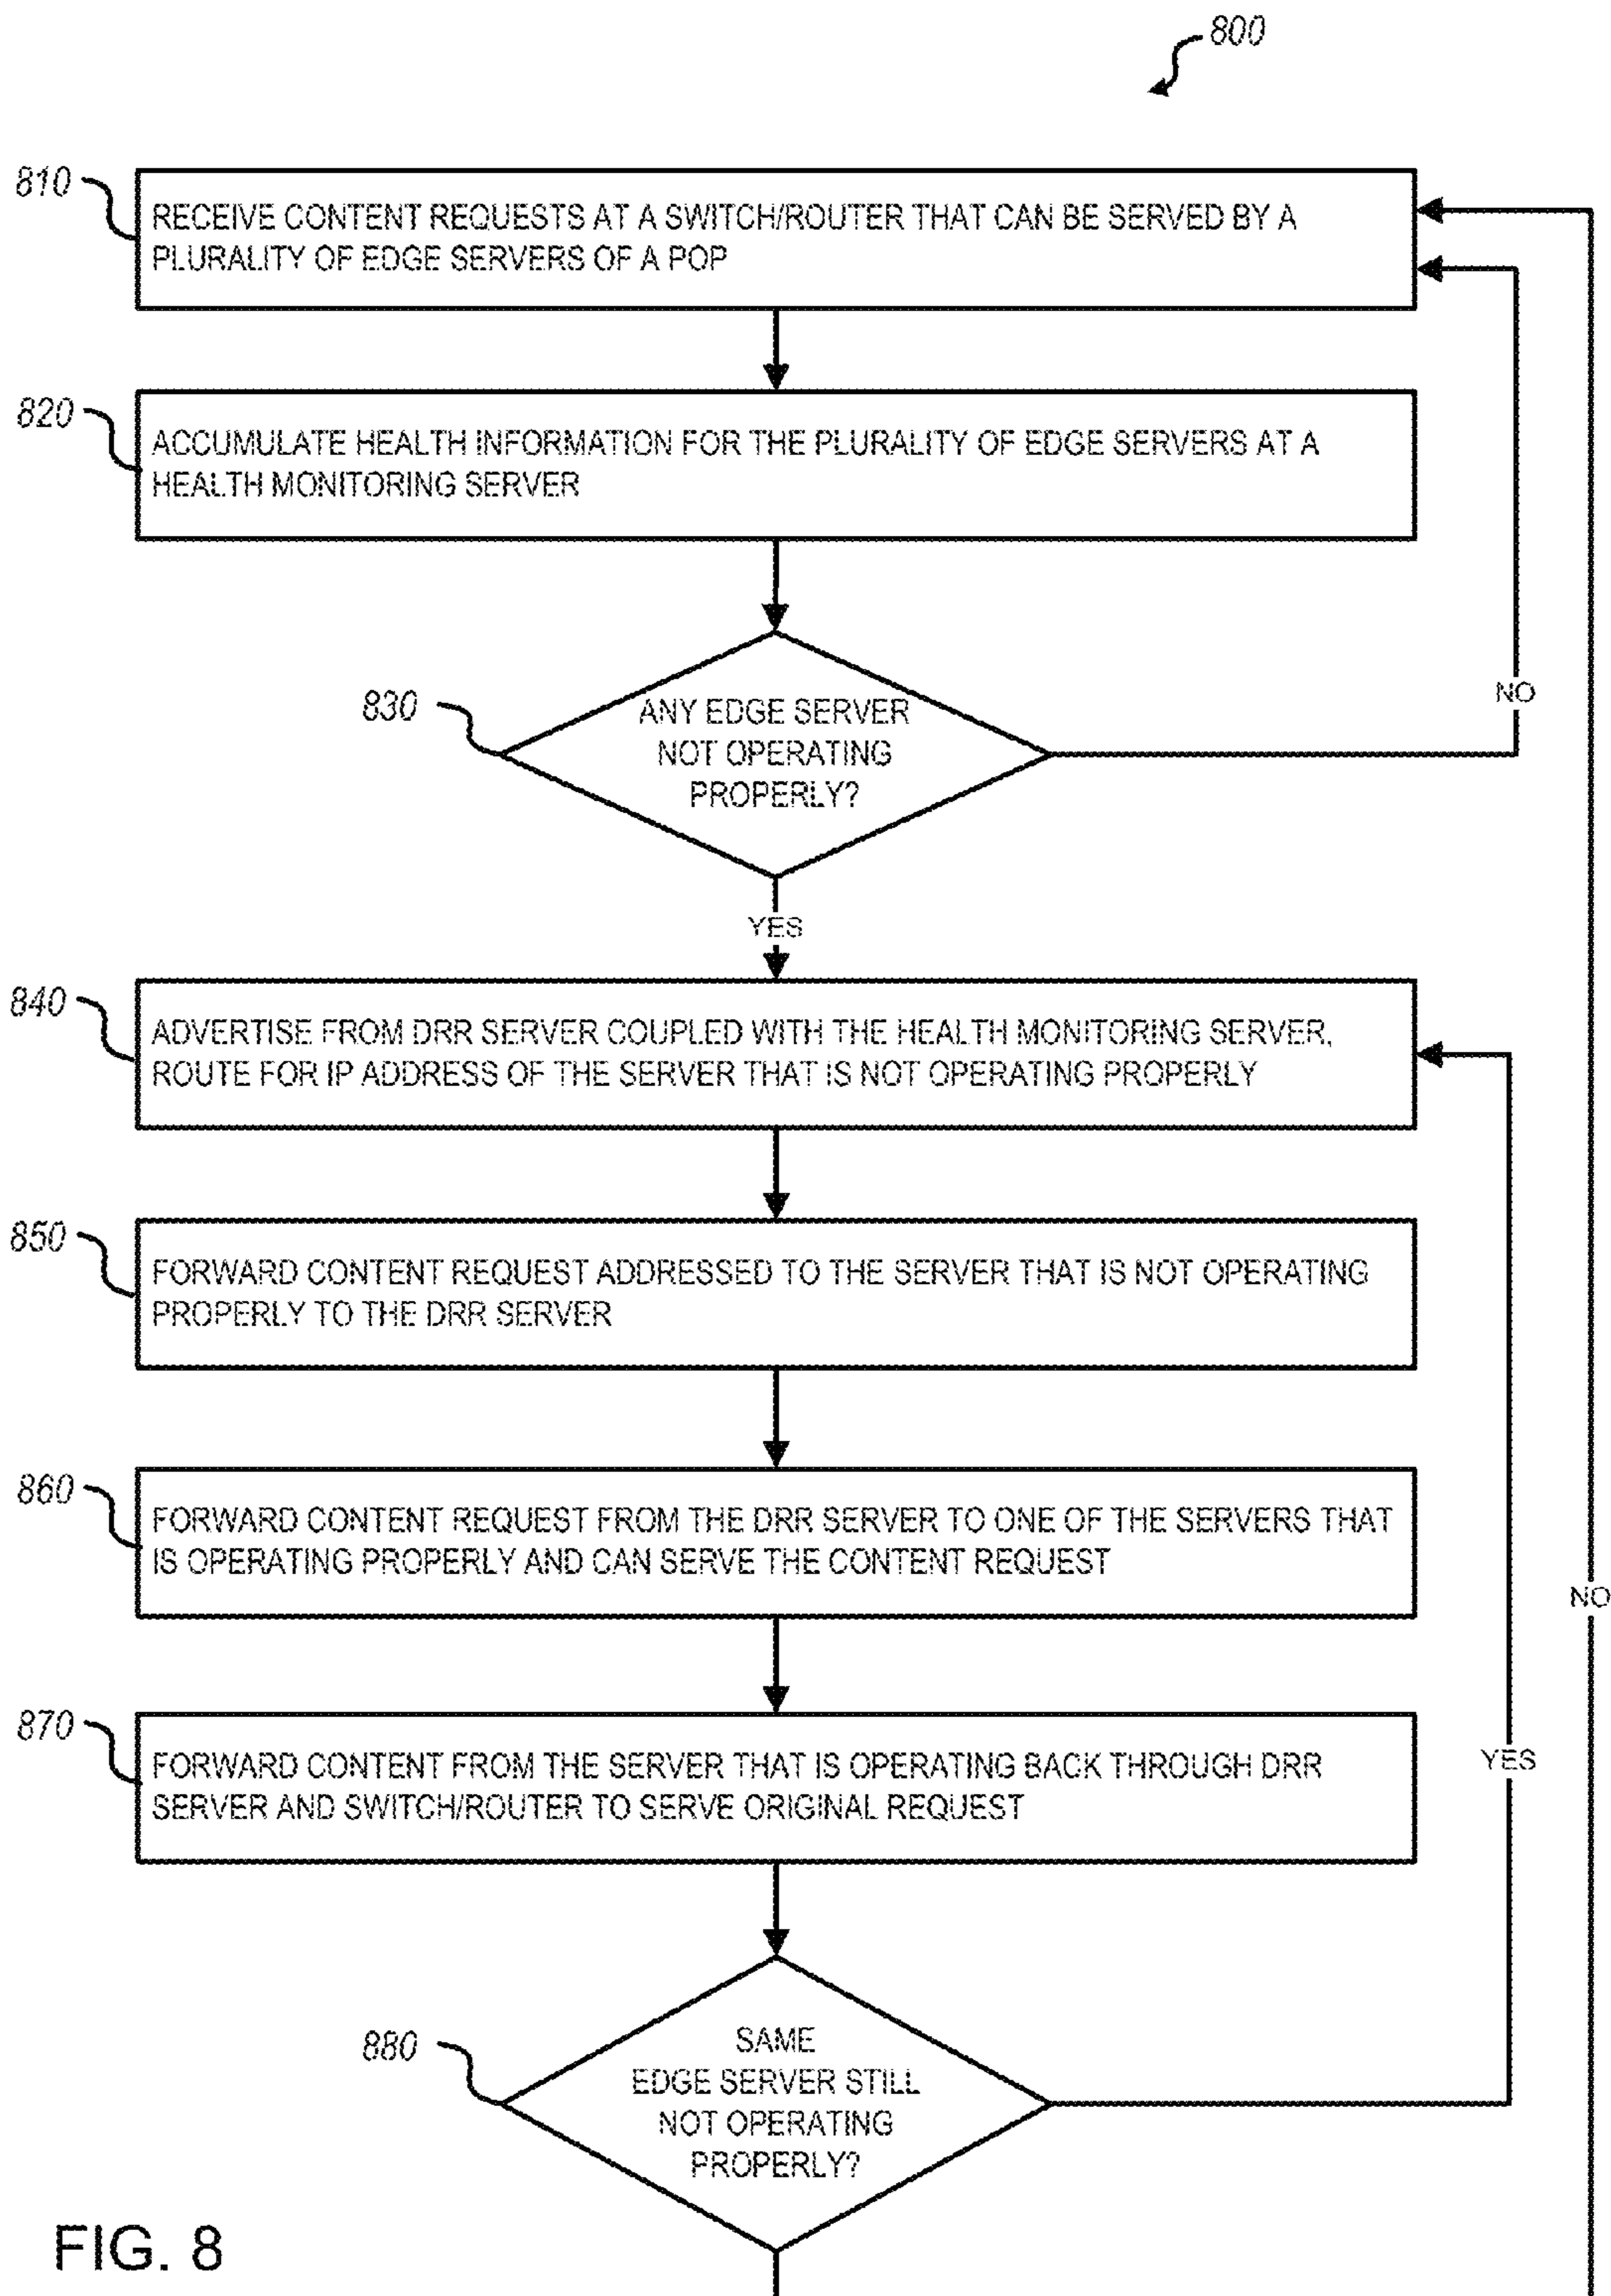 800
810
RECEIVE CONTENT REQUESTS AT A SWITCH/ROUTER THAT CAN BE SERVED BY A
PLURALITY OF EDGE SERVERS OF A POP
820
ACCUMULATE HEALTH INFORMATION FOR THE PLURALITY OF EDGE SERVERS AT A
HEALTH MONITORING SERVER
830
ANY EDGE SERVER
NOT OPERATING
PROPERLY?
NO
YES
840
ADVERTISE FROM DRR SERVER COUPLED WITH THE HEALTH MONITORING SERVER,
ROUTE FOR IP ADDRESS OF THE SERVER THAT IS NOT OPERATING PROPERLY
850
FORWARD CONTENT REQUEST ADDRESSED TO THE SERVER THAT IS NOT OPERATING
PROPERLY TO THE DRR SERVER
860
FORWARD CONTENT REQUEST FROM THE DRR SERVER TO ONE OF THE SERVERS THAT
IS OPERATING PROPERLY AND CAN SERVE THE CONTENT REQUEST
NO
870
FORWARD CONTENT FROM THE SERVER THAT IS OPERATING BACK THROUGH DRR
SERVER AND SWITCH/ROUTER TO SERVE ORIGINAL REQUEST
YES
880
SAME
EDGE SERVER STILL
NOT OPERATING
PROPERLY?
FIG. 8